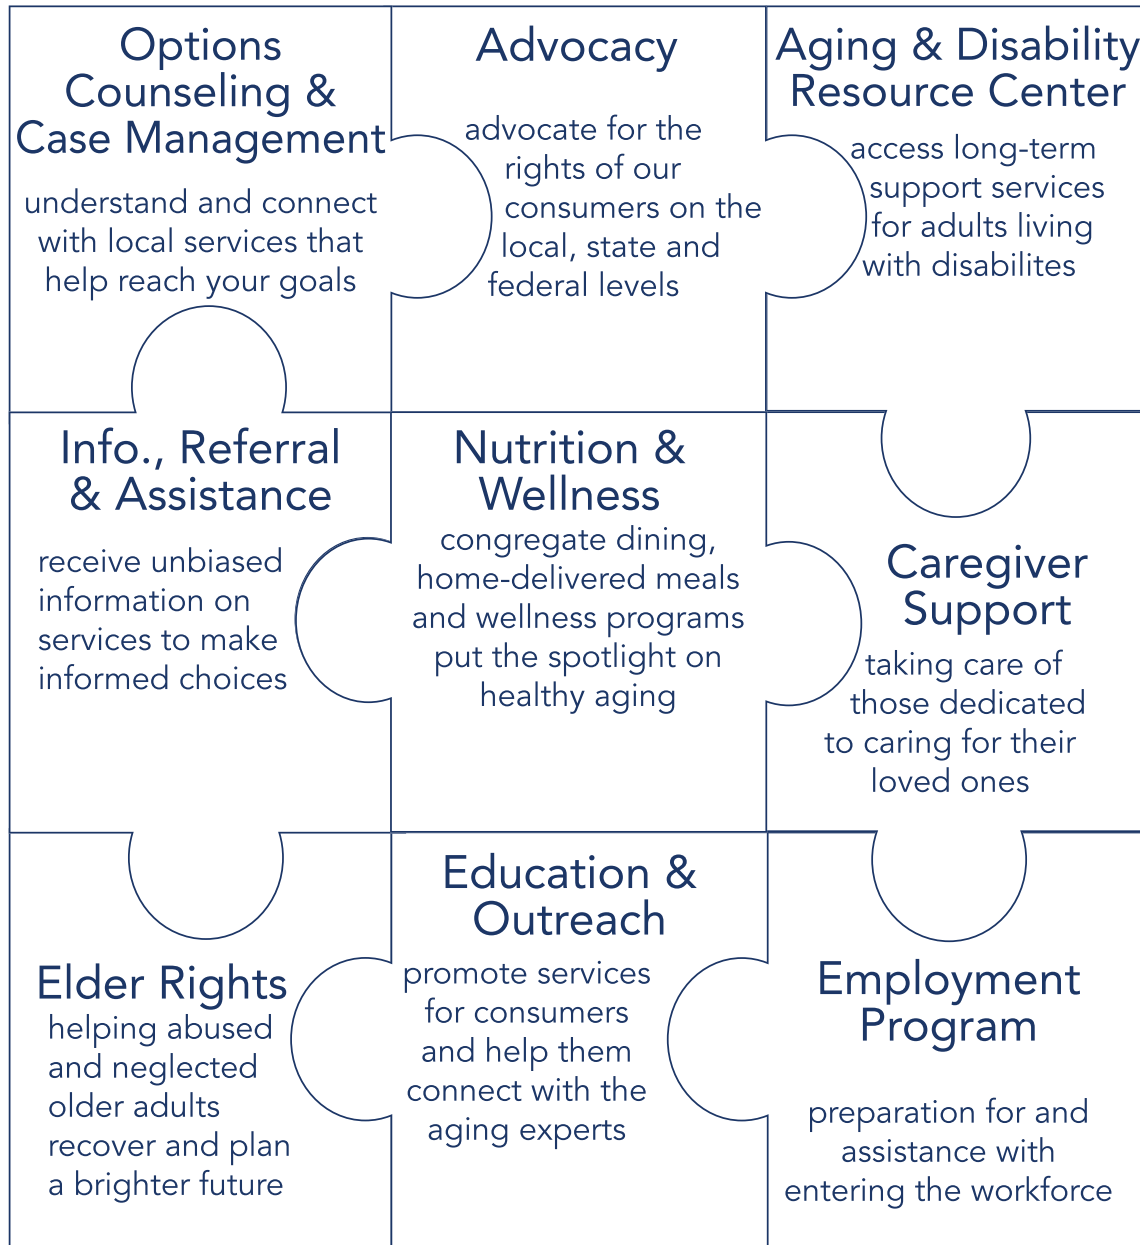 Options
Counseling &
Case Management
understand and connect
with local services that
help reach your goals
Advocacy
advocate for the
rights of our
consumers on the
local, state and
federal levels
Aging & Disability
Resource Center
access long-term
support services
for adults living
with disabilites
Info., Referral
& Assistance
receive unbiased
information on
services to make
informed choices
Nutrition &
Wellness
congregate dining,
home-delivered meals
and wellness programs
put the spotlight on
healthy aging
Caregiver
Support
taking care of
those dedicated
to caring for their
loved ones
Elder Rights
helping abused
and neglected
older adults
recover and plan
a brighter future
Education &
Outreach
promote services
for consumers
and help them
connect with the
aging experts
Employment
Program
preparation for and
assistance with
entering the workforce